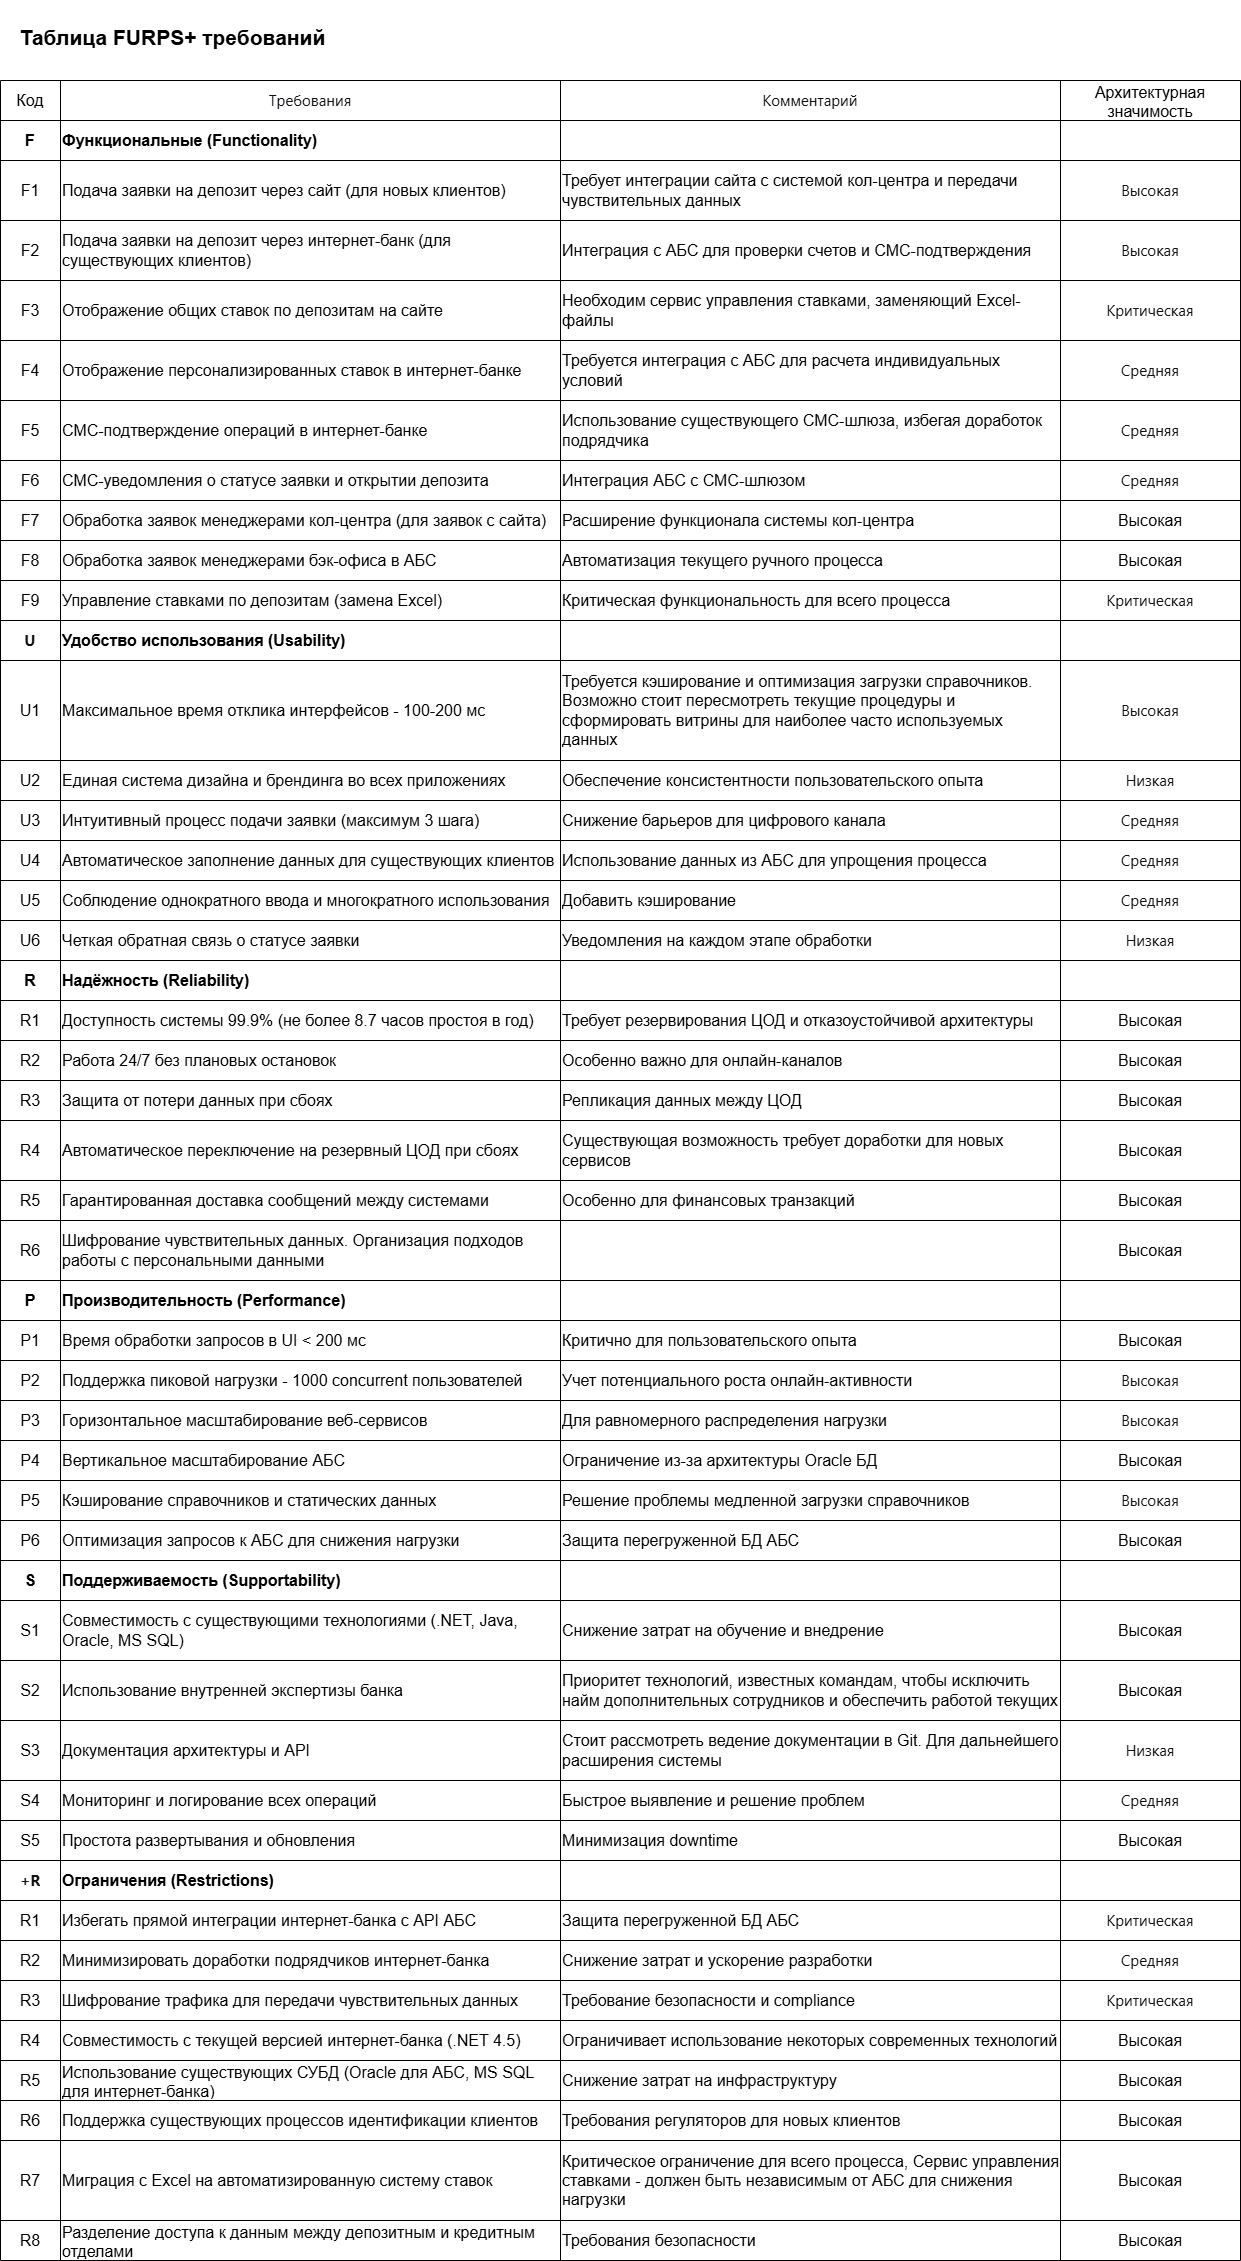 Таблица FURPS+ требований
Код
Требования
Комментарий
Архитектурная
значимость
F
Функциональные (Functionality)
F1
Подача заявки на депозит через сайт (для новых клиентов)
Требует интеграции сайта с системой кол-центра и передачи
чувствительных данных
Высокая
F2
Подача заявки на депозит через интернет-банк (для
существующих клиентов)
Интеграция с АБС для проверки счетов и СМС-подтверждения
Высокая
F3
Отображение общих ставок по депозитам на сайте
Необходим сервис управления ставками, заменяющий Excel-
файлы
Критическая
F4
Отображение персонализированных ставок в интернет-банке
Требуется интеграция с АБС для расчета индивидуальных
условий
Средняя
F5
СМС-подтверждение операций в интернет-банке
Использование существующего СМС-шлюза, избегая доработок
подрядчика
Средняя
F6
СМС-уведомления о статусе заявки и открытии депозита
Интеграция АБС с СМС-шлюзом
Средняя
F7
Обработка заявок менеджерами кол-центра (для заявок с сайта)
Расширение функционала системы кол-центра
Высокая
F8
Обработка заявок менеджерами бэк-офиса в АБС
Автоматизация текущего ручного процесса
Высокая
F9
Управление ставками по депозитам (замена Excel)
Критическая функциональность для всего процесса
Критическая
U
Удобство использования (Usability)
U1
Максимальное время отклика интерфейсов - 100-200 мс
Требуется кэширование и оптимизация загрузки справочников.
Возможно стоит пересмотреть текущие процедуры и
сформировать витрины для наиболее часто используемых
данных
Высокая
U2
Единая система дизайна и брендинга во всех приложениях
Обеспечение консистентности пользовательского опыта
Низкая
U3
Интуитивный процесс подачи заявки (максимум 3 шага)
Снижение барьеров для цифрового канала
Средняя
U4
Автоматическое заполнение данных для существующих клиентов
Использование данных из АБС для упрощения процесса
Средняя
U5
Соблюдение однократного ввода и многократного использования
Добавить кэширование
Средняя
U6
Четкая обратная связь о статусе заявки
Уведомления на каждом этапе обработки
Низкая
R
Надёжность (Reliability)
R1
Доступность системы 99.9% (не более 8.7 часов простоя в год)
Требует резервирования ЦОД и отказоустойчивой архитектуры
Высокая
R2
Работа 24/7 без плановых остановок
Особенно важно для онлайн-каналов
Высокая
R3
Защита от потери данных при сбоях
Репликация данных между ЦОД
Высокая
R4
Автоматическое переключение на резервный ЦОД при сбоях
Существующая возможность требует доработки для новых
сервисов
Высокая
R5
Гарантированная доставка сообщений между системами
Особенно для финансовых транзакций
Высокая
R6
Шифрование чувствительных данных. Организация подходов
работы с персональными данными
Высокая
P
Производительность (Performance)
P1
Время обработки запросов в UI < 200 мс
Критично для пользовательского опыта
Высокая
P2
Поддержка пиковой нагрузки - 1000 concurrent пользователей
Учет потенциального роста онлайн-активности
Высокая
P3
Горизонтальное масштабирование веб-сервисов
Для равномерного распределения нагрузки
Высокая
P4
Вертикальное масштабирование АБС
Ограничение из-за архитектуры Oracle БД
Высокая
P5
Кэширование справочников и статических данных
Решение проблемы медленной загрузки справочников
Высокая
P6
Оптимизация запросов к АБС для снижения нагрузки
Защита перегруженной БД АБС
Высокая
S
Поддерживаемость (Supportability)
S1
Совместимость с существующими технологиями (.NET, Java,
Oracle, MS SQL)
Снижение затрат на обучение и внедрение
Высокая
S2
Использование внутренней экспертизы банка
Приоритет технологий, известных командам, чтобы исключить
найм дополнительных сотрудников и обеспечить работой текущих
Высокая
S3
Документация архитектуры и API
Стоит рассмотреть ведение документации в Git. Для дальнейшего
расширения системы
Низкая
S4
Мониторинг и логирование всех операций
Быстрое выявление и решение проблем
Средняя
S5
Простота развертывания и обновления
Минимизация downtime
Высокая
+R
Ограничения (Restrictions)
R1
Избегать прямой интеграции интернет-банка с API АБС
Защита перегруженной БД АБС
Критическая
R2
Минимизировать доработки подрядчиков интернет-банка
Снижение затрат и ускорение разработки
Средняя
R3
Шифрование трафика для передачи чувствительных данных
Требование безопасности и compliance
Критическая
R4
Совместимость с текущей версией интернет-банка (.NET 4.5)
Ограничивает использование некоторых современных технологий
Высокая
R5
Использование существующих СУБД (Oracle для АБС, MS SQL
для интернет-банка)
Снижение затрат на инфраструктуру
Высокая
R6
Поддержка существующих процессов идентификации клиентов
Требования регуляторов для новых клиентов
Высокая
R7
Миграция с Excel на автоматизированную систему ставок
Критическое ограничение для всего процесса, Сервис управления
ставками - должен быть независимым от АБС для снижения
нагрузки
Высокая
R8
Разделение доступа к данным между депозитным и кредитным
отделами
Требования безопасности
Высокая